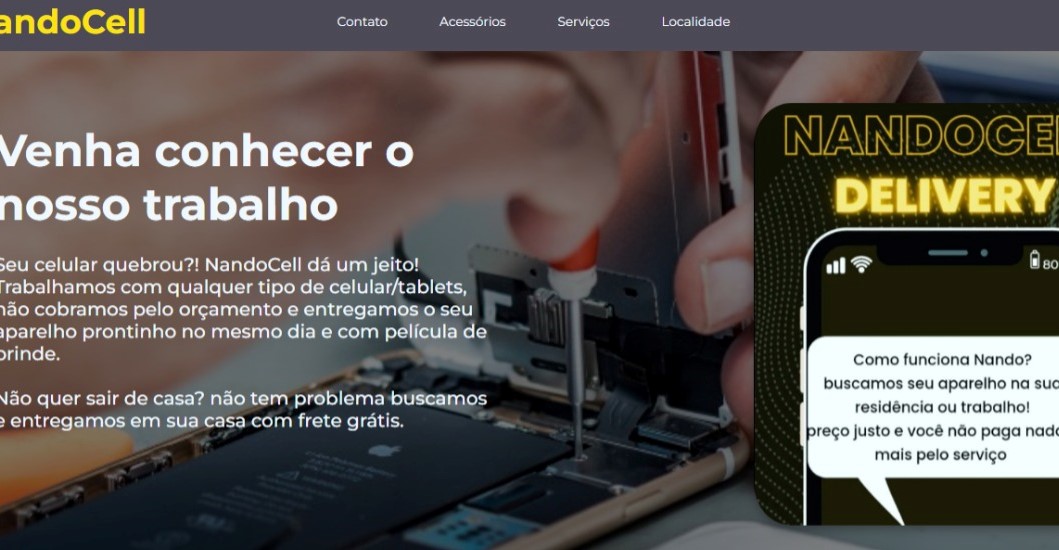 andoCell
Contato
Acessórios
Serviços
Localidade
Venha conhecer o
nosso trabalho
Seu celular quebrou?! NandoCell dá um jeito!
Trabalhamos com qualquer tipo de celular/tablets,
não cobramos pelo orçamento e entregamos o seu
aparelho prontinho no mesmo dia e com película de
brinde.
Não quer sair de casa? não tem problema buscamos
e entregamos em sua casa com frete grátis.
NANDOCE
DELIVERY
80
Como funciona Nando?
buscamos seu aparelho na sua
residência ou trabalho!
preço justo e você não paga nada
mais pelo serviço